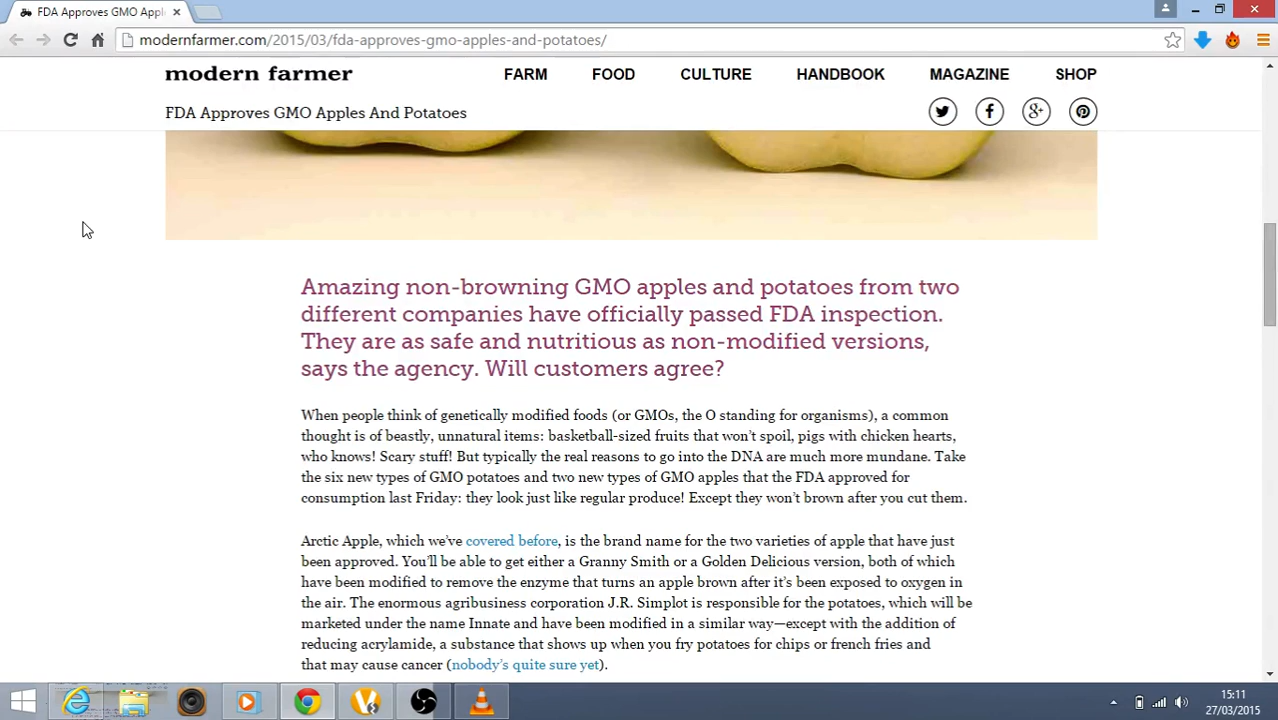 FDA Approves GMO Appl
modernfarmer.com/2015/03/fda-approves-gmo-apples-and-potatoes/
modern farmer FARM FOOD CULTURE HANDBOOK MAGAZINE SHOP
FDA Approves GMO Apples And Potatoes
Amazing non-browning GMO apples and potatoes from two
different companies have officially passed FDA inspection.
They are as safe and nutritious as non-modified versions,
says the agency. Will customers agree?
When people think of genetically modified foods (or GMOs, the O standing for organisms), a common
thought is of beastly, unnatural items: basketball-sized fruits that won’t spoil, pigs with chicken hearts,
who knows! Scary stuff! But typically the real reasons to go into the DNA are much more mundane. Take
the six new types of GMO potatoes and two new types of GMO apples that the FDA approved for
consumption last Friday: they look just like regular produce! Except they won’t brown after you cut them.
Arctic Apple, which we’ve covered before, is the brand name for the two varieties of apple that have just
been approved. You’ll be able to get either a Granny Smith or a Golden Delicious version, both of which
have been modified to remove the enzyme that turns an apple brown after it’s been exposed to oxygen in
the air. The enormous agribusiness corporation J.R. Simplot is responsible for the potatoes, which will be
marketed under the name Innate and have been modified in a similar way—except with the addition of
reducing acrylamide, a substance that shows up when you fry potatoes for chips or french fries and
that may cause cancer (nobody’s quite sure yet).
15:11
27/03/2015